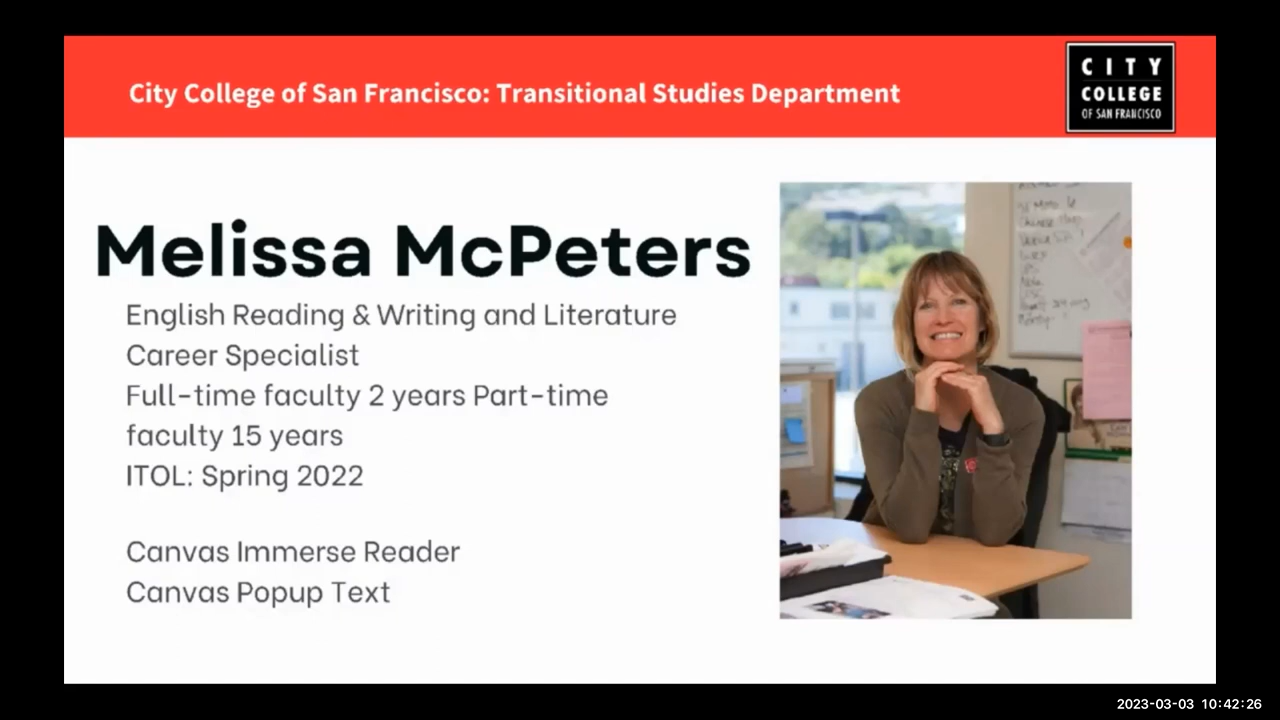 City College of San Francisco: Transitional Studies Department
CITY
COLLEGE
OF SAN FRANCISCO
Melissa McPeters
English Reading & Writing and Literature
Career Specialist
Full-time faculty 2 years Part-time
faculty 15 years
ITOL: Spring 2022
Canvas Immerse Reader
Canvas Popup Text
2023-03-03 10:42:26